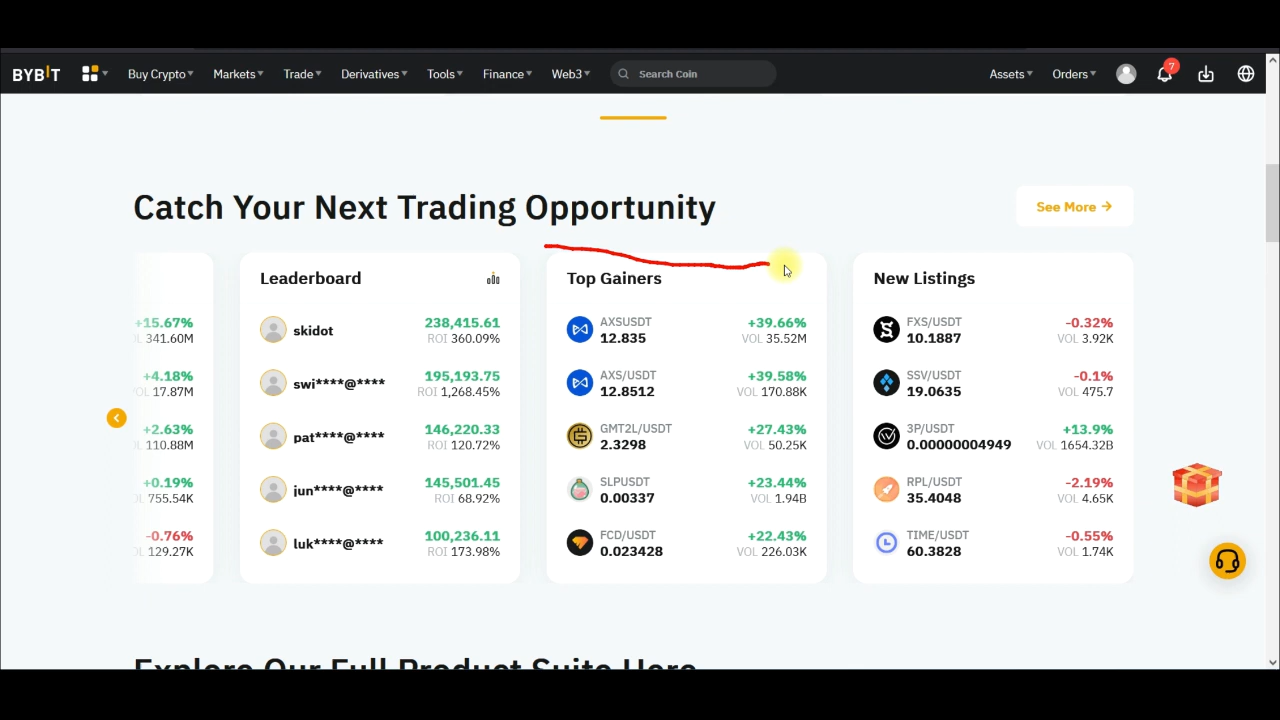 BYBIT
Buy Crypto
Markets
Trade
Derivatives
Tools
Finance
Web3
Search Coin
Assets
Orders
7
Catch Your Next Trading Opportunity
See More →
+15.67%
341.60M
+4.18%
17.87M
+2.63%
110.88M
+0.19%
755.54K
-0.76%
129.27K
Leaderboard
skidot 238,415.61
ROI 360.09%
swi****@**** 195,193.75
ROI 1,268.45%
pat****@**** 146,220.33
ROI 120.72%
jun****@**** 145,501.45
ROI 68.92%
luk****@**** 100,236.11
ROI 173.98%
Top Gainers
AXSUSDT +39.66%
12.835 VOL 35.52M
AXS/USDT +39.58%
12.8512 VOL 170.88K
GMT2L/USDT +27.43%
2.3298 VOL 50.25K
SLPUSDT +23.44%
0.00337 VOL 1.94B
FCD/USDT +22.43%
0.023428 VOL 226.03K
New Listings
FXS/USDT -0.32%
10.1887 VOL 3.92K
SSV/USDT -0.1%
19.0635 VOL 475.7
3P/USDT +13.9%
0.00000004949 VOL 1654.32B
RPL/USDT -2.19%
35.4048 VOL 4.65K
TIME/USDT -0.55%
60.3828 VOL 1.74K
Explore Our Full Product Suite Here